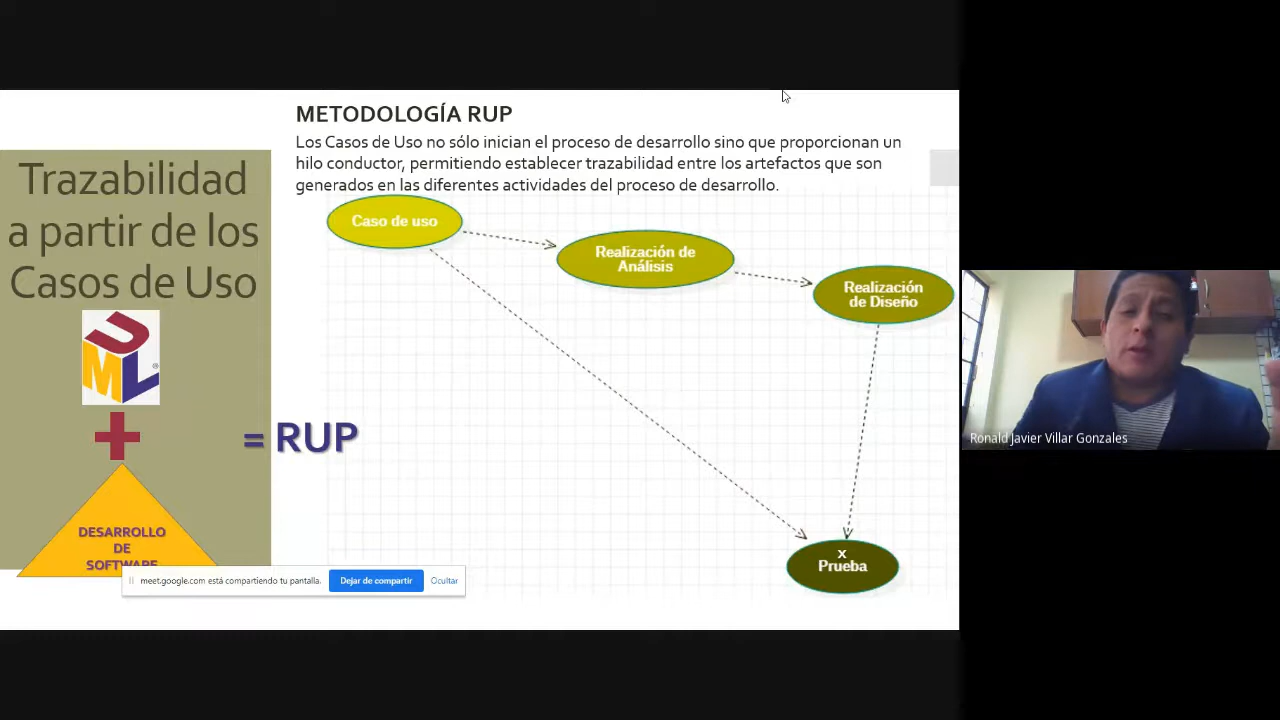 METODOLOGÍA RUP
Los Casos de Uso no sólo inician el proceso de desarrollo sino que proporcionan un
hilo conductor, permitiendo establecer trazabilidad entre los artefactos que son
generados en las diferentes actividades del proceso de desarrollo.
Trazabilidad
a partir de los
Casos de Uso
UML
®
+
= RUP
DESARROLLO
DE
SOFTWARE
Caso de uso
Realización de
Análisis
Realización
de Diseño
x
Prueba
meet.google.com está compartiendo tu pantalla.
Dejar de compartir
Ocultar
Ronald Javier Villar Gonzales